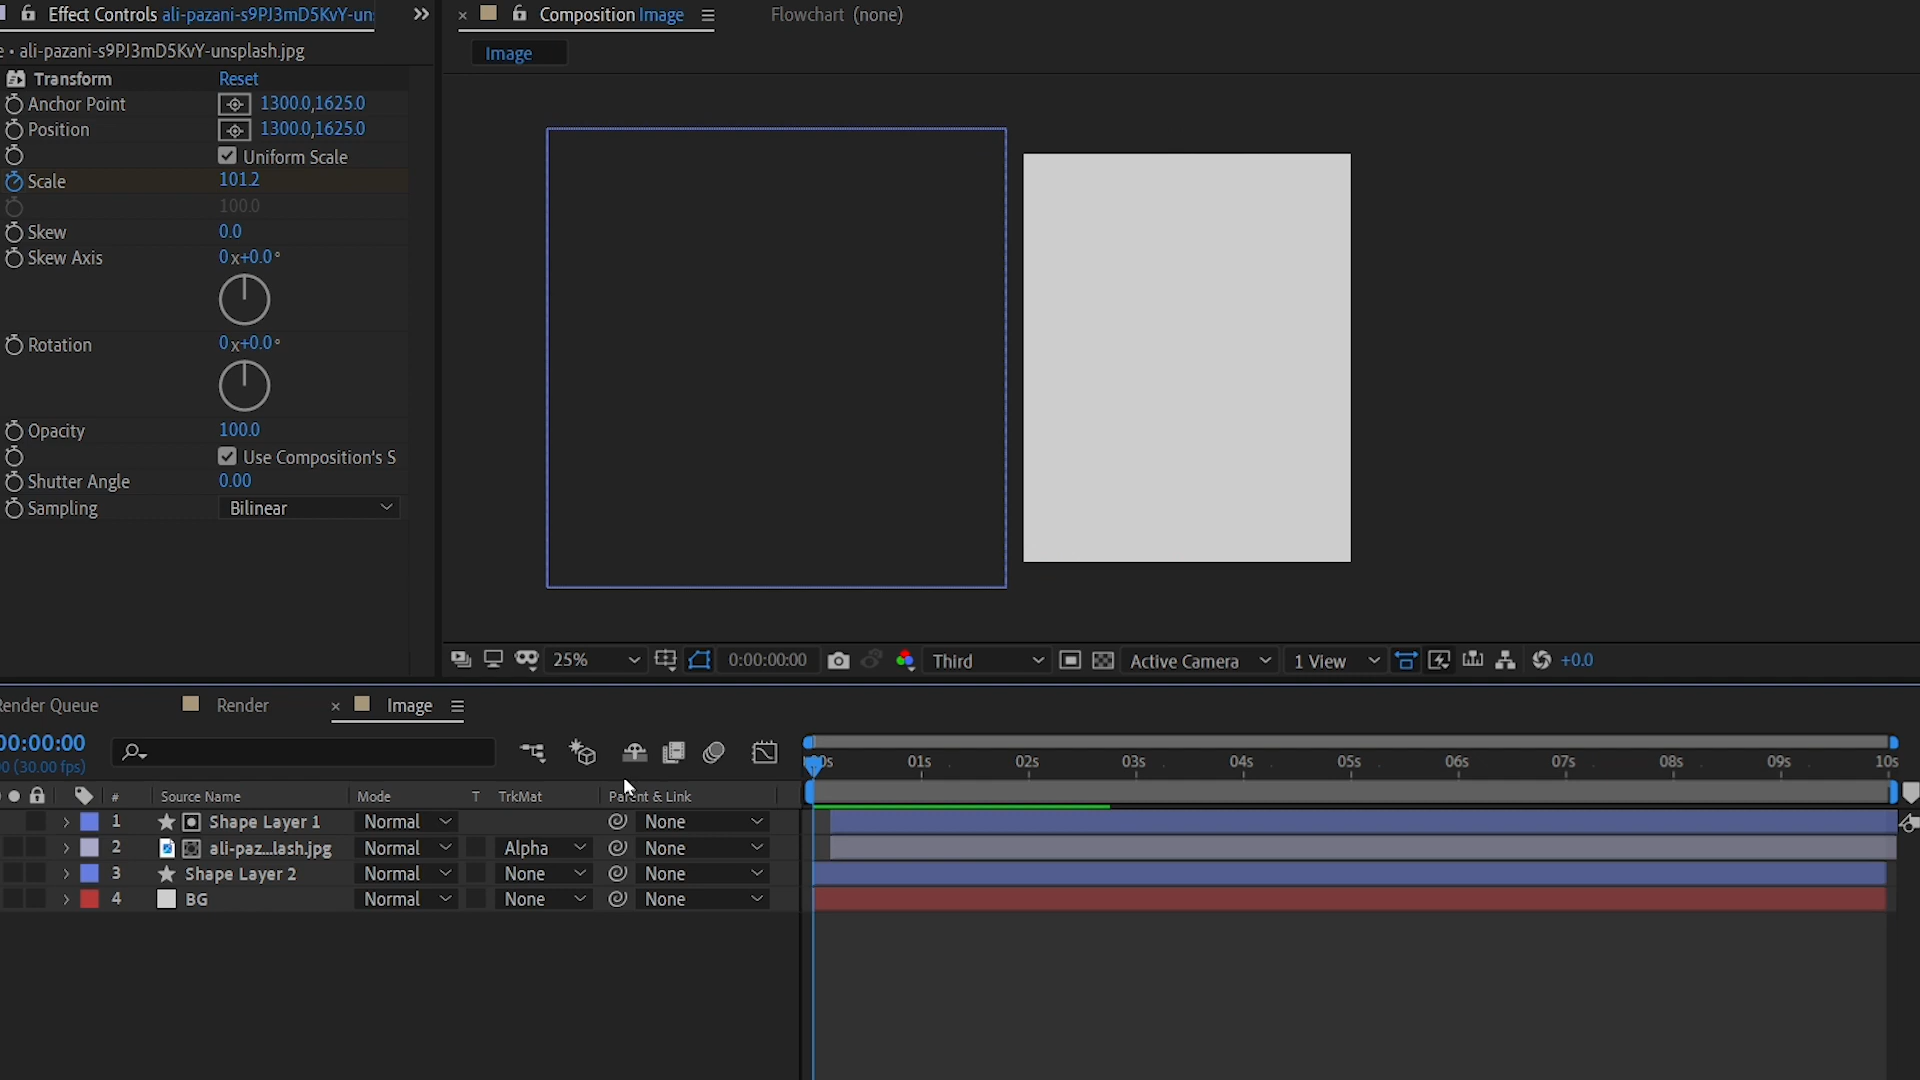 Effect Controls ali-pazani-s9PJ3mD5KvY-un
Composition Image
Flowchart (none)
e • ali-pazani-s9PJ3mD5KvY-unsplash.jpg
Image
Transform Reset
Anchor Point 1300.0,1625.0
Position 1300.0,1625.0
Uniform Scale
Scale 101.2
100.0
Skew 0.0
Skew Axis 0x+0.0°
Rotation 0x+0.0°
Opacity 100.0
Use Composition's S
Shutter Angle 0.00
Sampling Bilinear
25% 0:00:00:00 Third Active Camera 1 View +0.0
Render Queue Render Image
00:00:00
0 (30.00 fps)
00s 01s 02s 03s 04s 05s 06s 07s 08s 09s 10s
# Source Name Mode T TrkMat Parent & Link
1 Shape Layer 1 Normal None
2 ali-paz...lash.jpg Normal Alpha None
3 Shape Layer 2 Normal None None
4 BG Normal None None